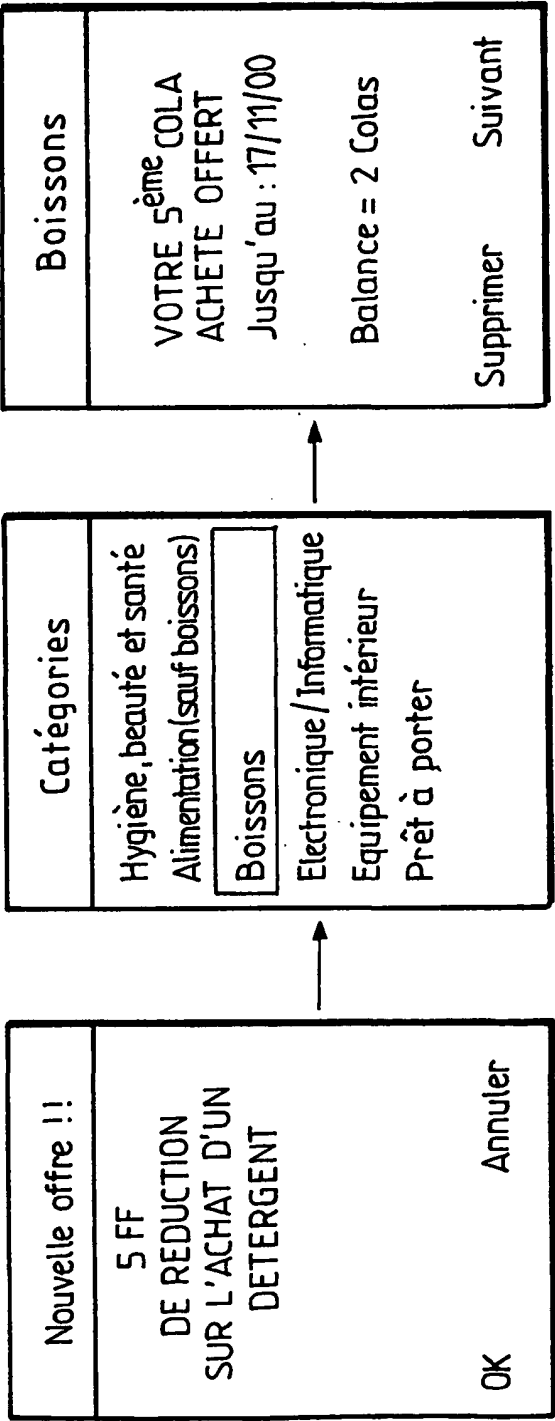 Nouvelle offre !!
5 FF
DE REDUCTION
SUR L'ACHAT D'UN
DETERGENT
OK Annuler
Catégories
Hygiène, beauté et santé
Alimentation (sauf boissons)
Boissons
Electronique / Informatique
Equipement intérieur
Prêt à porter
Boissons
VOTRE 5ème COLA
ACHETE OFFERT
Jusqu'au : 17/11/00
Balance = 2 Colas
Supprimer Suivant